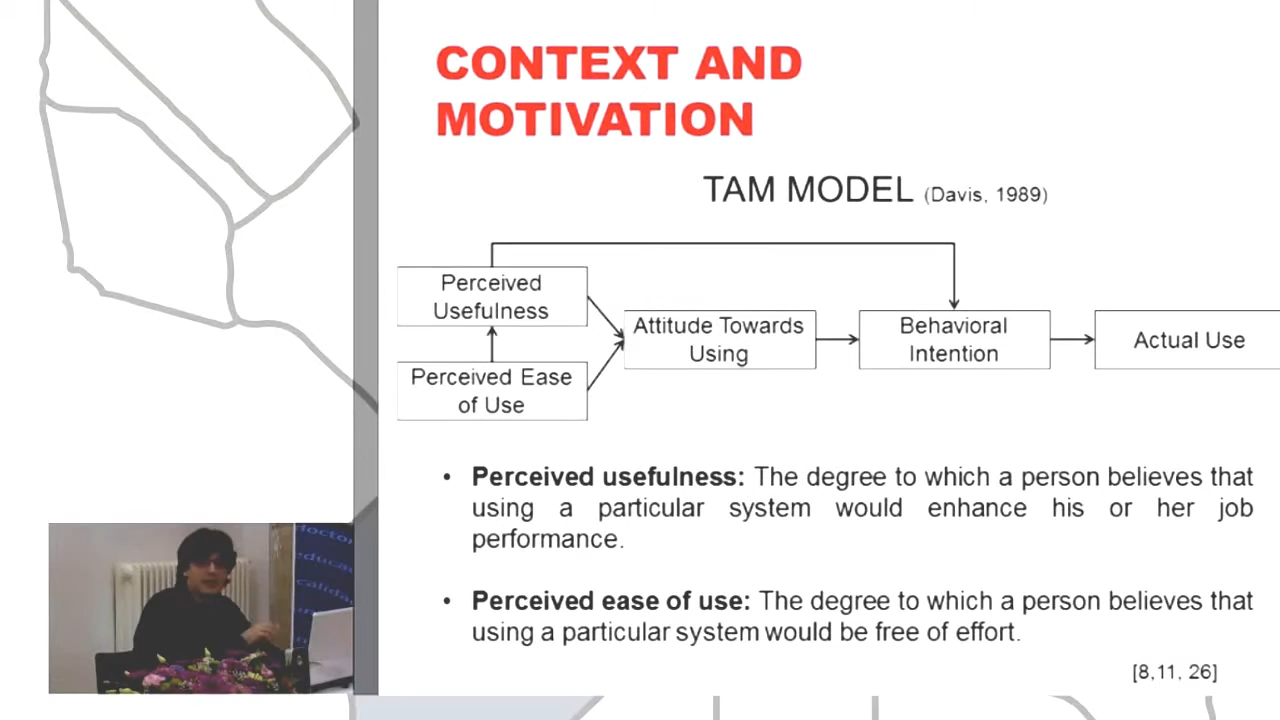 CONTEXT AND
MOTIVATION
TAM MODEL (Davis, 1989)
Perceived
Usefulness
Perceived Ease
of Use
Attitude Towards
Using
Behavioral
Intention
Actual Use
• Perceived usefulness: The degree to which a person believes that
using a particular system would enhance his or her job
performance.
• Perceived ease of use: The degree to which a person believes that
using a particular system would be free of effort.
[8,11, 26]
docto
educa
calida